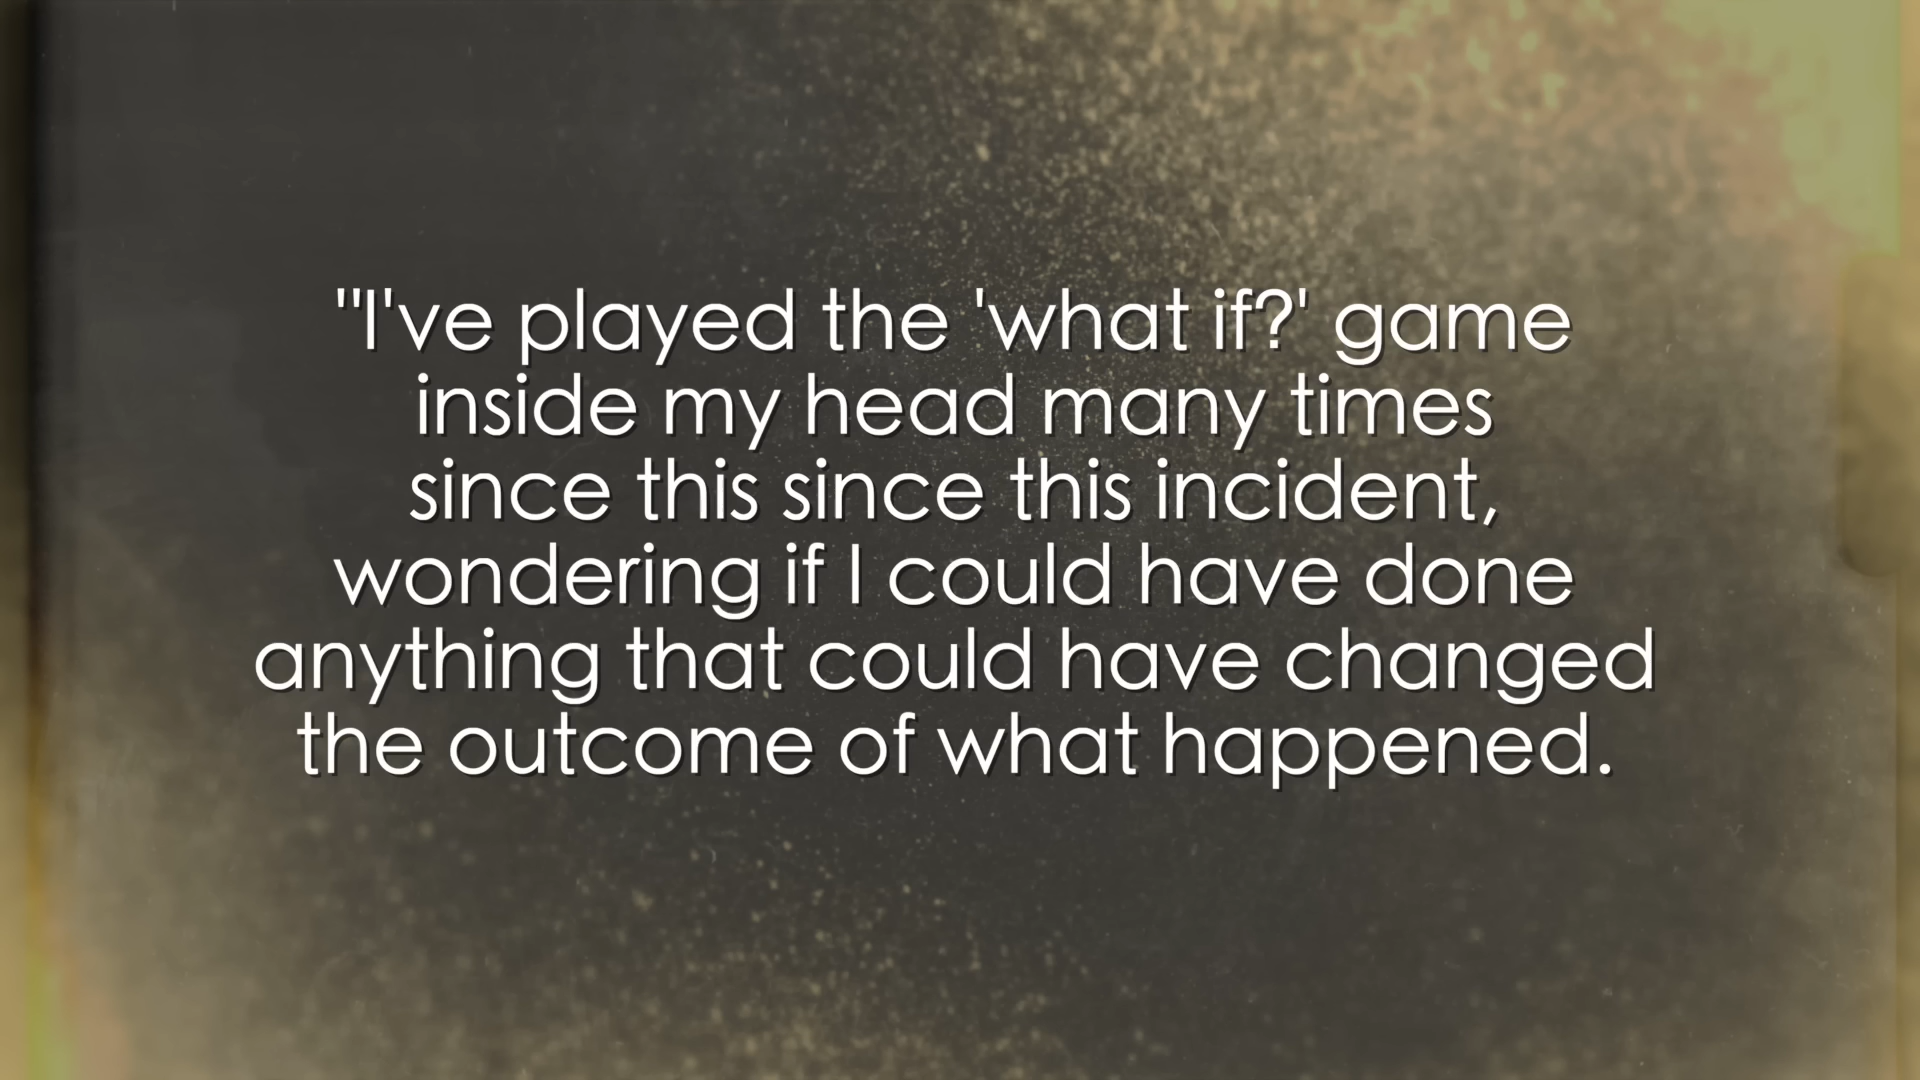 "I've played the 'what if?' game
inside my head many times
since this since this incident,
wondering if I could have done
anything that could have changed
the outcome of what happened.